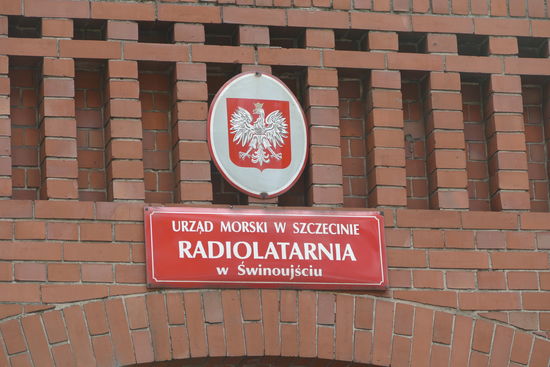 URZĄD MORSKI W SZCZECINIE
RADIOLATARNIA
w Świnoujściu